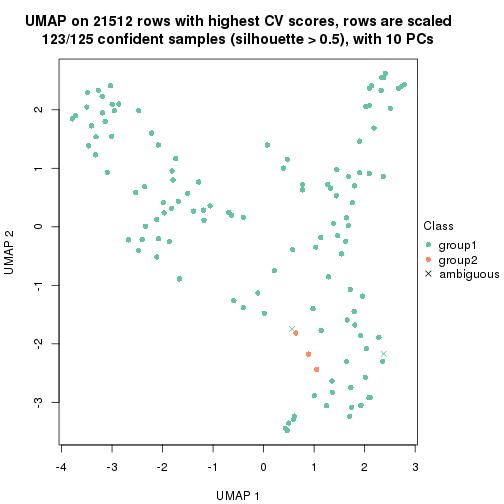 UMAP on 21512 rows with highest CV scores, rows are scaled
123/125 confident samples (silhouette > 0.5), with 10 PCs
2
1
0
-1
-2
-3
UMAP 2
-4
-3
-2
-1
0
1
2
3
UMAP 1
Class
group1
group2
ambiguous